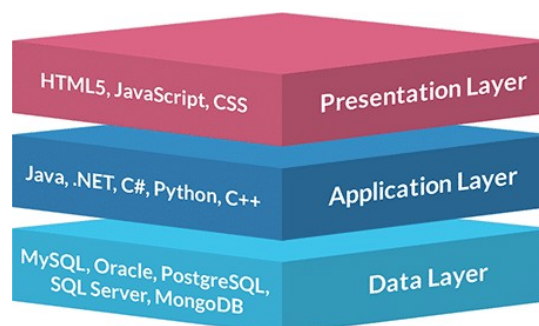 HTML5, JavaScript, CSS
Presentation Layer
Java, .NET, C#, Python, C++
Application Layer
MySQL, Oracle, PostgreSQL,
SQL Server, MongoDB
Data Layer